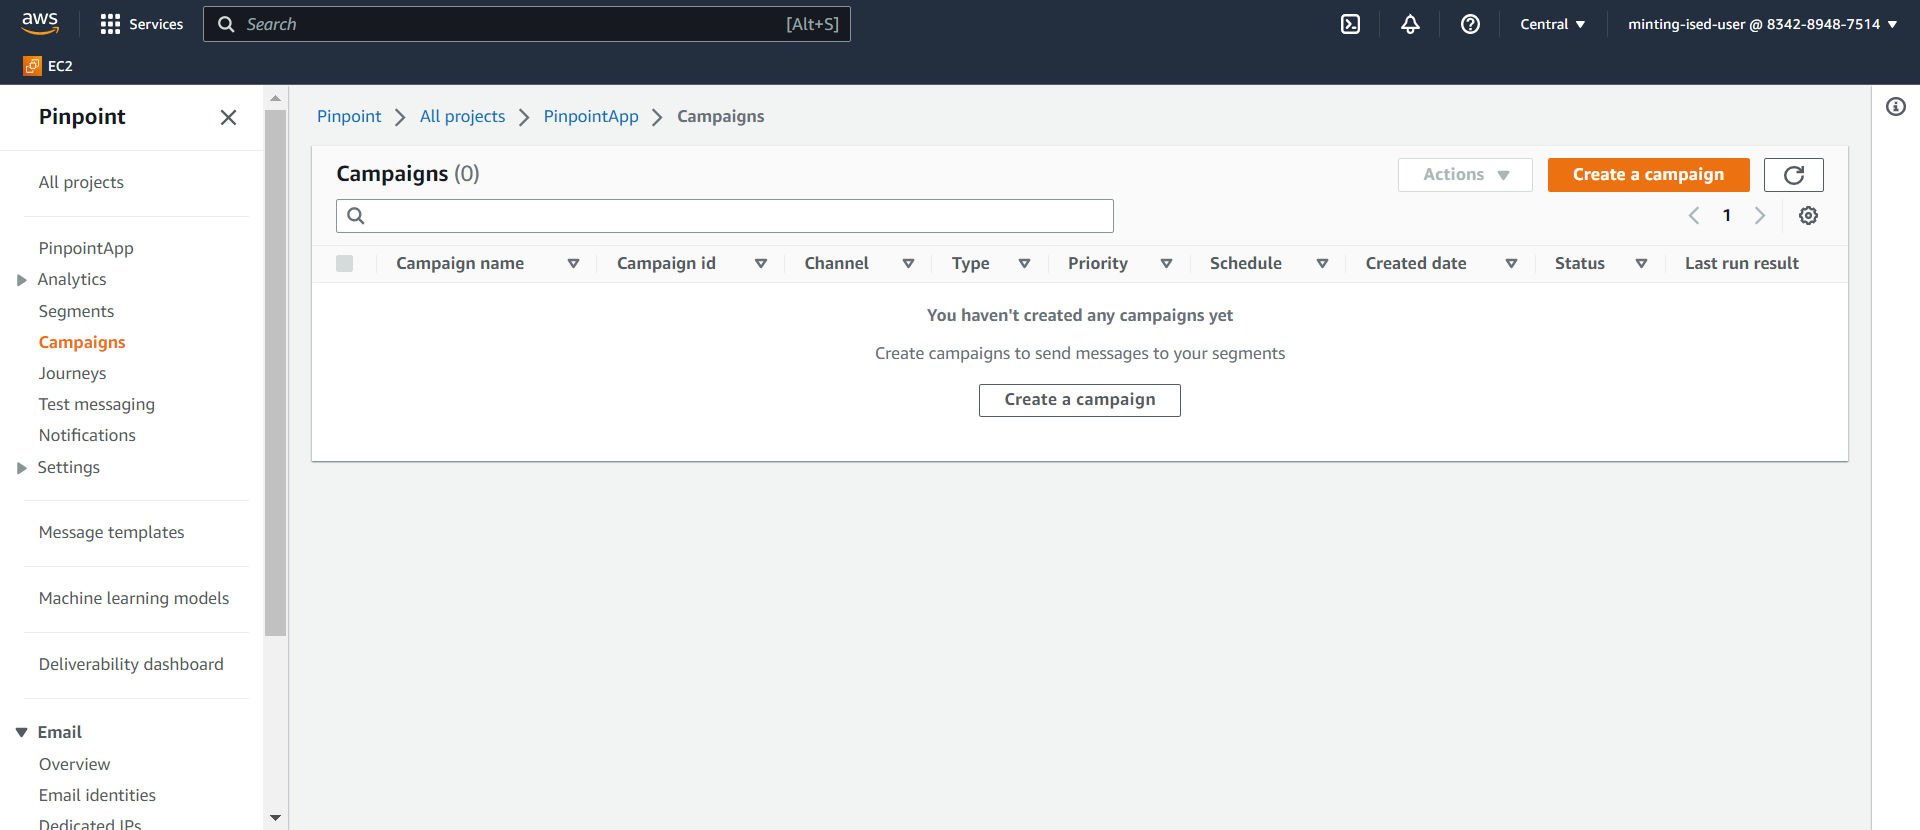 aws
Services
Search
[Alt+S]
Central
minting-ised-user @ 8342-8948-7514
EC2
Pinpoint
All projects
PinpointApp
Analytics
Segments
Campaigns
Journeys
Test messaging
Notifications
Settings
Message templates
Machine learning models
Deliverability dashboard
Email
Overview
Email identities
Dedicated IPs
Pinpoint All projects PinpointApp Campaigns
Campaigns (0)
Actions
Create a campaign
1
Campaign name Campaign id Channel Type Priority Schedule Created date Status Last run result
You haven't created any campaigns yet
Create campaigns to send messages to your segments
Create a campaign